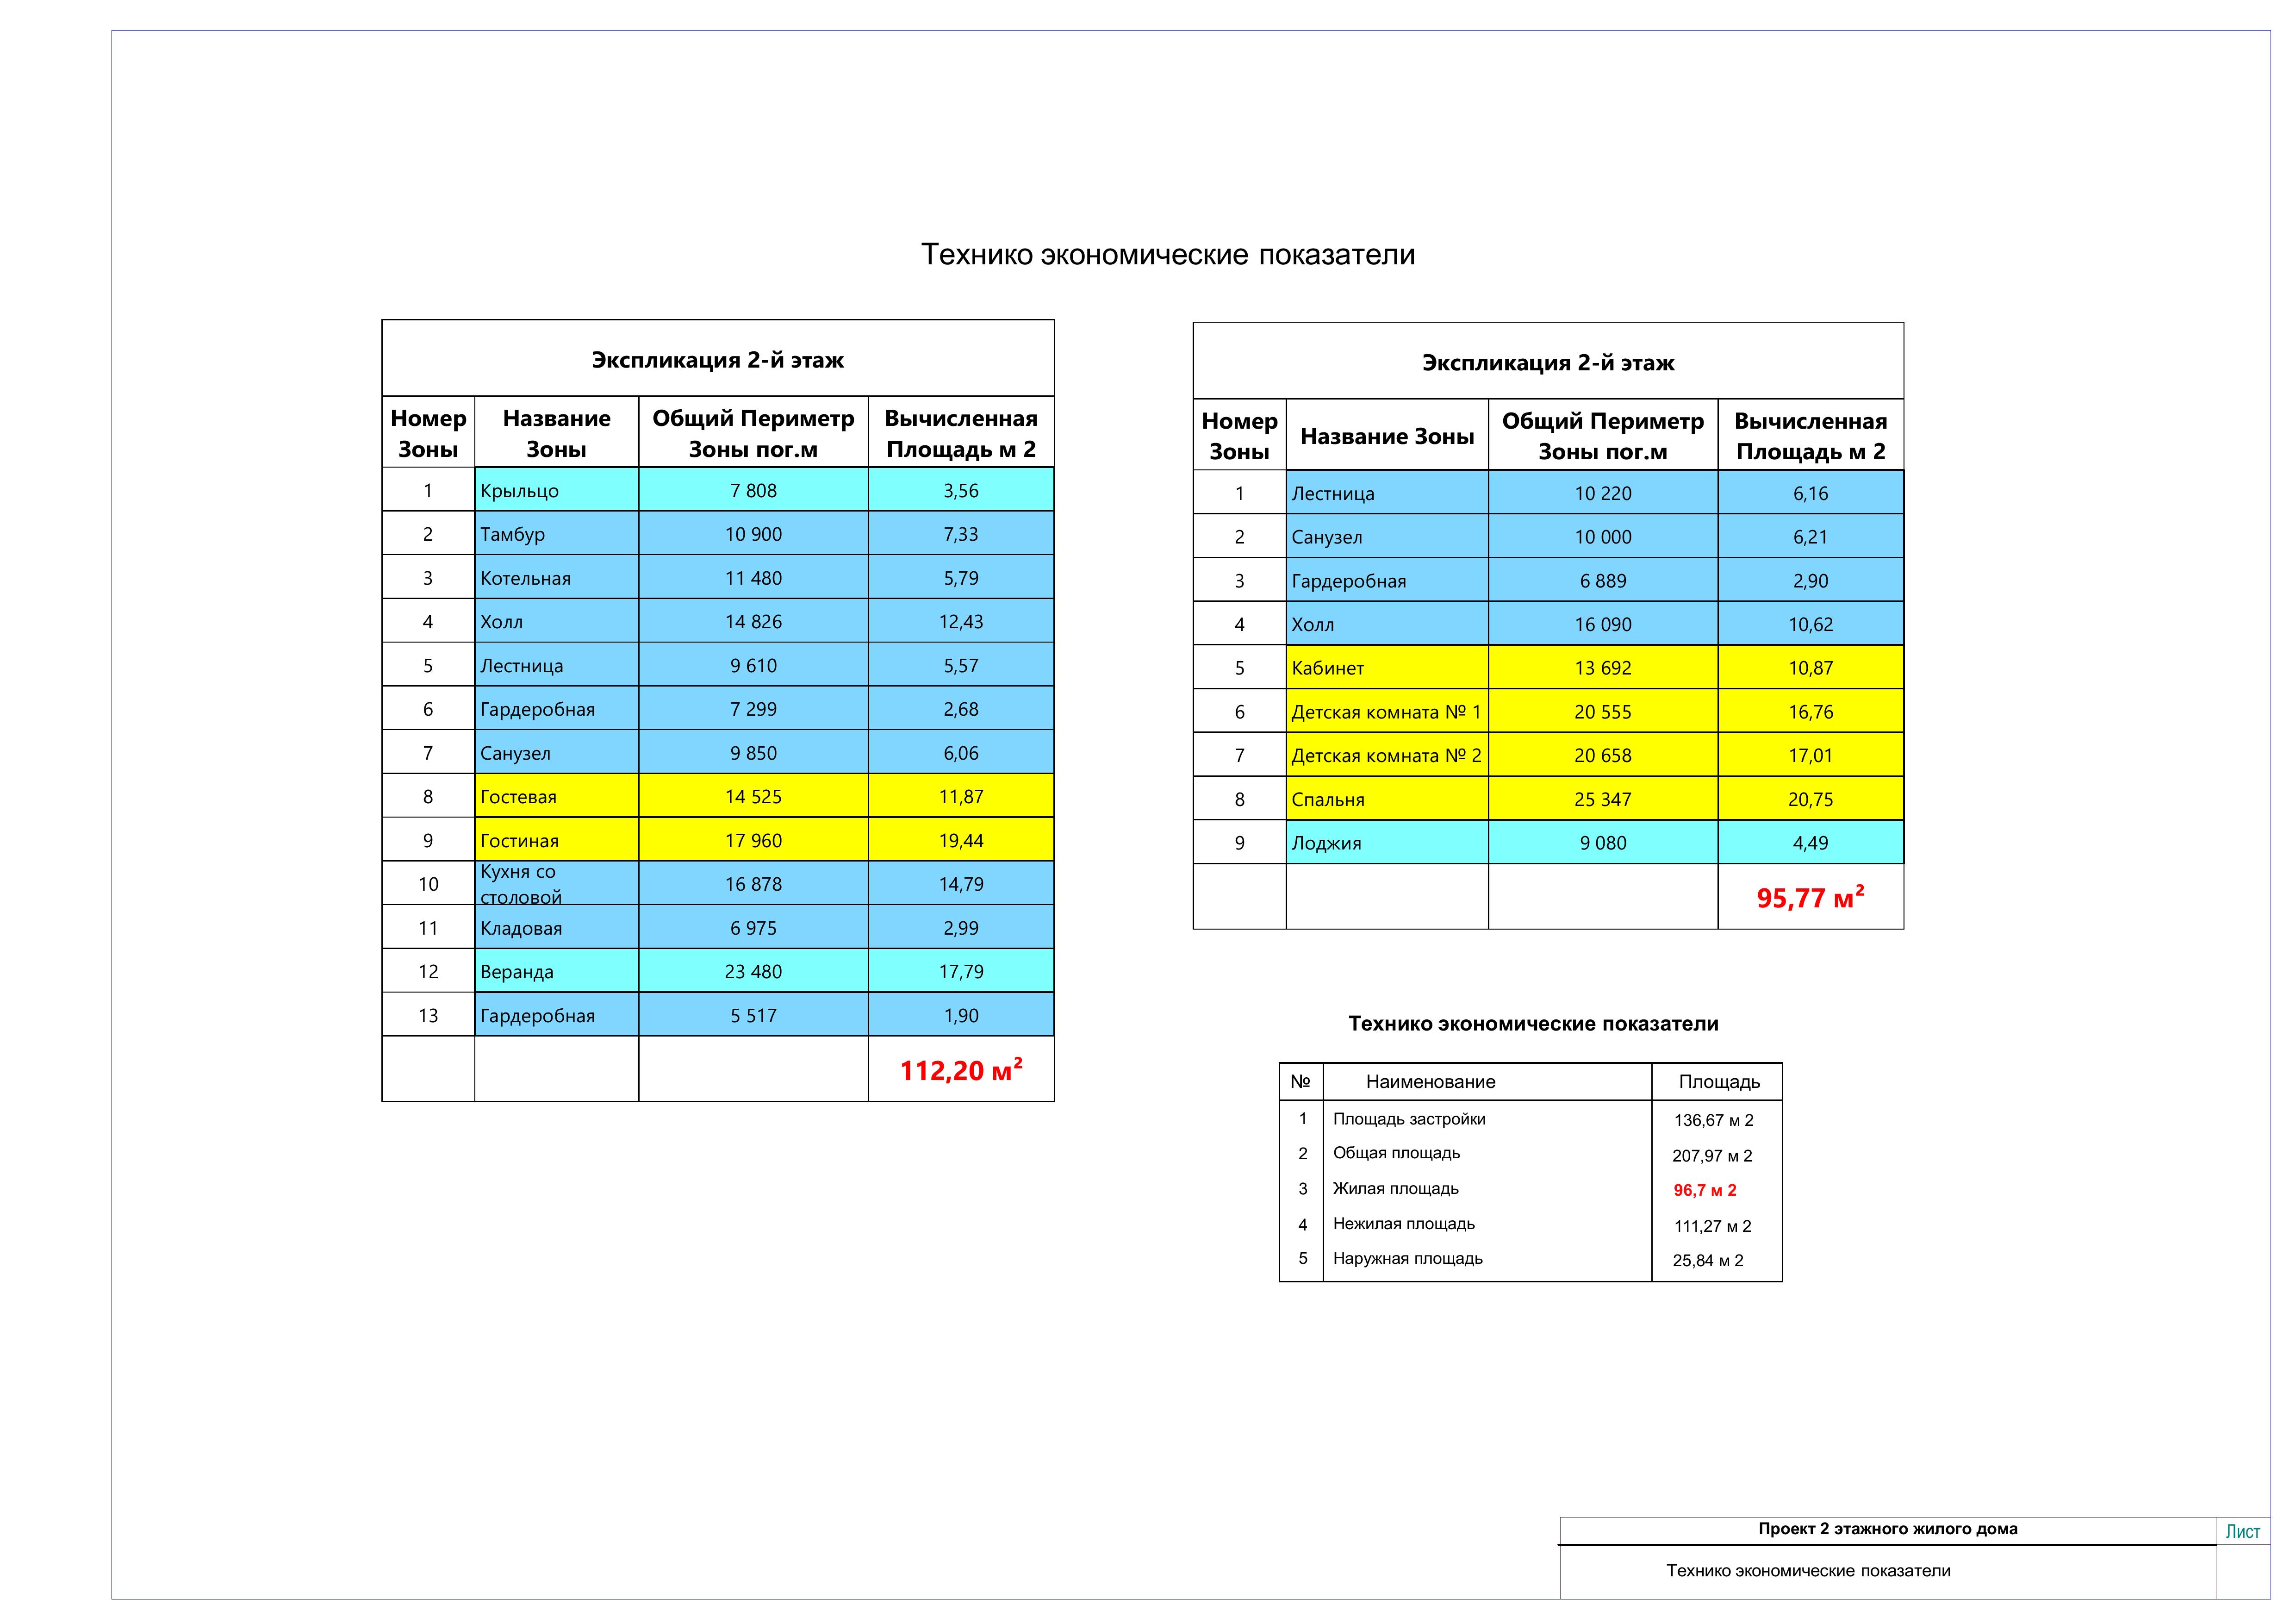 Технико экономические показатели
Экспликация 2-й этаж
Номер Зоны Название Зоны Общий Периметр Зоны пог.м Вычисленная Площадь м 2
1 Крыльцо 7 808 3,56
2 Тамбур 10 900 7,33
3 Котельная 11 480 5,79
4 Холл 14 826 12,43
5 Лестница 9 610 5,57
6 Гардеробная 7 299 2,68
7 Санузел 9 850 6,06
8 Гостевая 14 525 11,87
9 Гостиная 17 960 19,44
10 Кухня со столовой 16 878 14,79
11 Кладовая 6 975 2,99
12 Веранда 23 480 17,79
13 Гардеробная 5 517 1,90
112,20 м²
Экспликация 2-й этаж
Номер Зоны Название Зоны Общий Периметр Зоны пог.м Вычисленная Площадь м 2
1 Лестница 10 220 6,16
2 Санузел 10 000 6,21
3 Гардеробная 6 889 2,90
4 Холл 16 090 10,62
5 Кабинет 13 692 10,87
6 Детская комната № 1 20 555 16,76
7 Детская комната № 2 20 658 17,01
8 Спальня 25 347 20,75
9 Лоджия 9 080 4,49
95,77 м²
Технико экономические показатели
№ Наименование Площадь
1 Площадь застройки 136,67 м 2
2 Общая площадь 207,97 м 2
3 Жилая площадь 96,7 м 2
4 Нежилая площадь 111,27 м 2
5 Наружная площадь 25,84 м 2
Проект 2 этажного жилого дома Лист
Технико экономические показатели